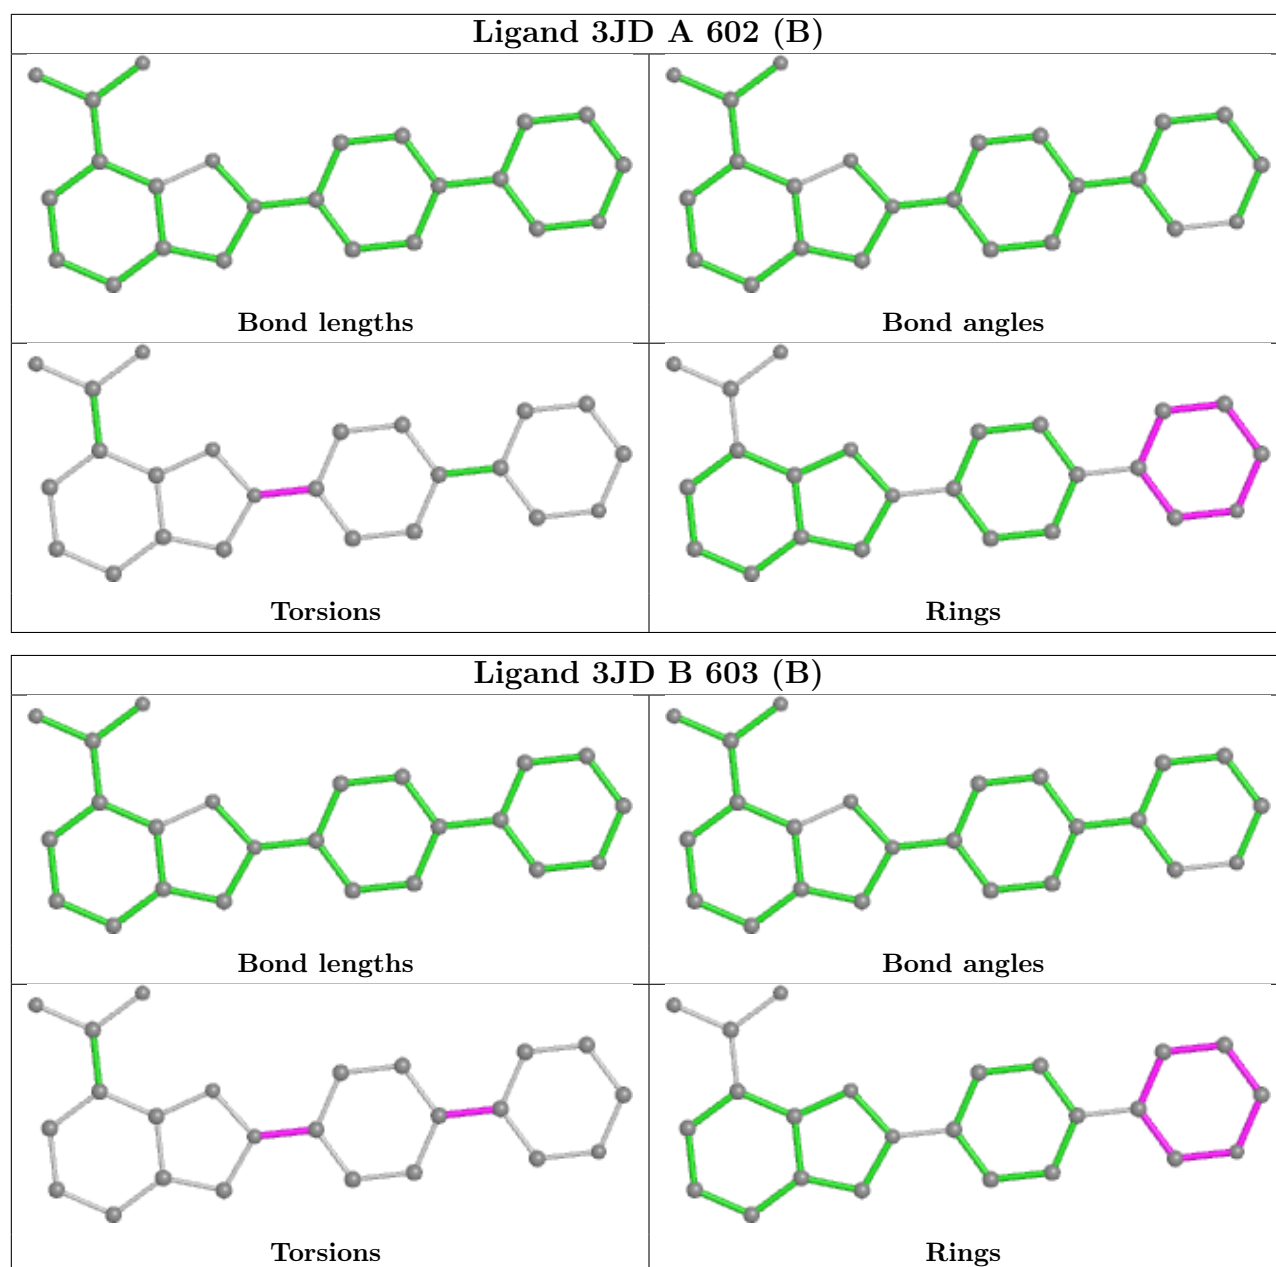 Ligand 3JD A 602 (B)
Bond lengths
Bond angles
Torsions
Rings
Ligand 3JD B 603 (B)
Bond lengths
Bond angles
Torsions
Rings